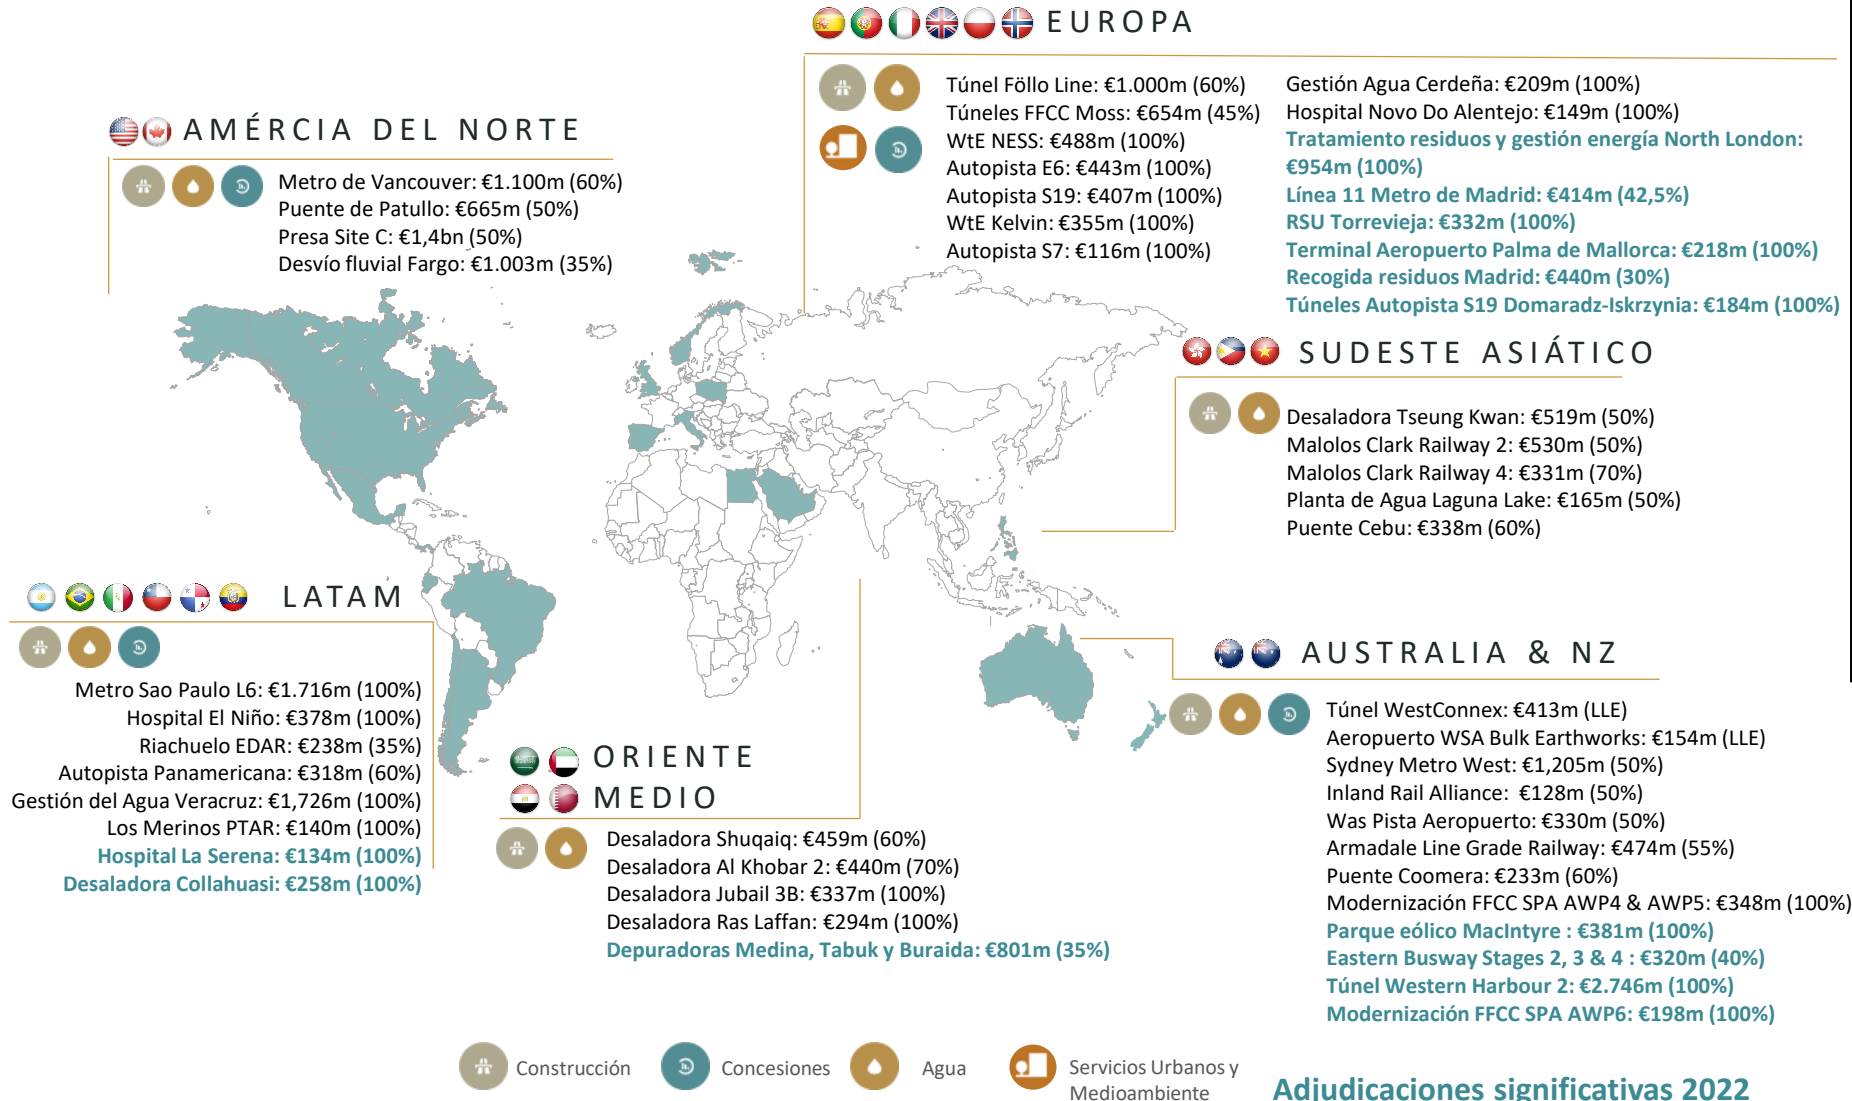 EUROPA
Túnel Föllo Line: €1.000m (60%)
Túneles FFCC Moss: €654m (45%)
WtE NESS: €488m (100%)
Autopista E6: €443m (100%)
Autopista S19: €407m (100%)
WtE Kelvin: €355m (100%)
Autopista S7: €116m (100%)
Gestión Agua Cerdeña: €209m (100%)
Hospital Novo Do Alentejo: €149m (100%)
Tratamiento residuos y gestión energía North London:
€954m (100%)
Línea 11 Metro de Madrid: €414m (42,5%)
RSU Torrevieja: €332m (100%)
Terminal Aeropuerto Palma de Mallorca: €218m (100%)
Recogida residuos Madrid: €440m (30%)
Túneles Autopista S19 Domaradz-Iskrzynia: €184m (100%)
AMÉRCIA DEL NORTE
Metro de Vancouver: €1.100m (60%)
Puente de Patullo: €665m (50%)
Presa Site C: €1,4bn (50%)
Desvío fluvial Fargo: €1.003m (35%)
SUDESTE ASIÁTICO
Desaladora Tseung Kwan: €519m (50%)
Malolos Clark Railway 2: €530m (50%)
Malolos Clark Railway 4: €331m (70%)
Planta de Agua Laguna Lake: €165m (50%)
Puente Cebu: €338m (60%)
LATAM
Metro Sao Paulo L6: €1.716m (100%)
Hospital El Niño: €378m (100%)
Riachuelo EDAR: €238m (35%)
Autopista Panamericana: €318m (60%)
Gestión del Agua Veracruz: €1,726m (100%)
Los Merinos PTAR: €140m (100%)
Hospital La Serena: €134m (100%)
Desaladora Collahuasi: €258m (100%)
ORIENTE
MEDIO
Desaladora Shuqaiq: €459m (60%)
Desaladora Al Khobar 2: €440m (70%)
Desaladora Jubail 3B: €337m (100%)
Desaladora Ras Laffan: €294m (100%)
Depuradoras Medina, Tabuk y Buraida: €801m (35%)
AUSTRALIA & NZ
Túnel WestConnex: €413m (LLE)
Aeropuerto WSA Bulk Earthworks: €154m (LLE)
Sydney Metro West: €1,205m (50%)
Inland Rail Alliance: €128m (50%)
Was Pista Aeropuerto: €330m (50%)
Armadale Line Grade Railway: €474m (55%)
Puente Coomera: €233m (60%)
Modernización FFCC SPA AWP4 & AWP5: €348m (100%)
Parque eólico MacIntyre : €381m (100%)
Eastern Busway Stages 2, 3 & 4 : €320m (40%)
Túnel Western Harbour 2: €2.746m (100%)
Modernización FFCC SPA AWP6: €198m (100%)
Construcción
Concesiones
Agua
Servicios Urbanos y
Medioambiente
Adjudicaciones significativas 2022